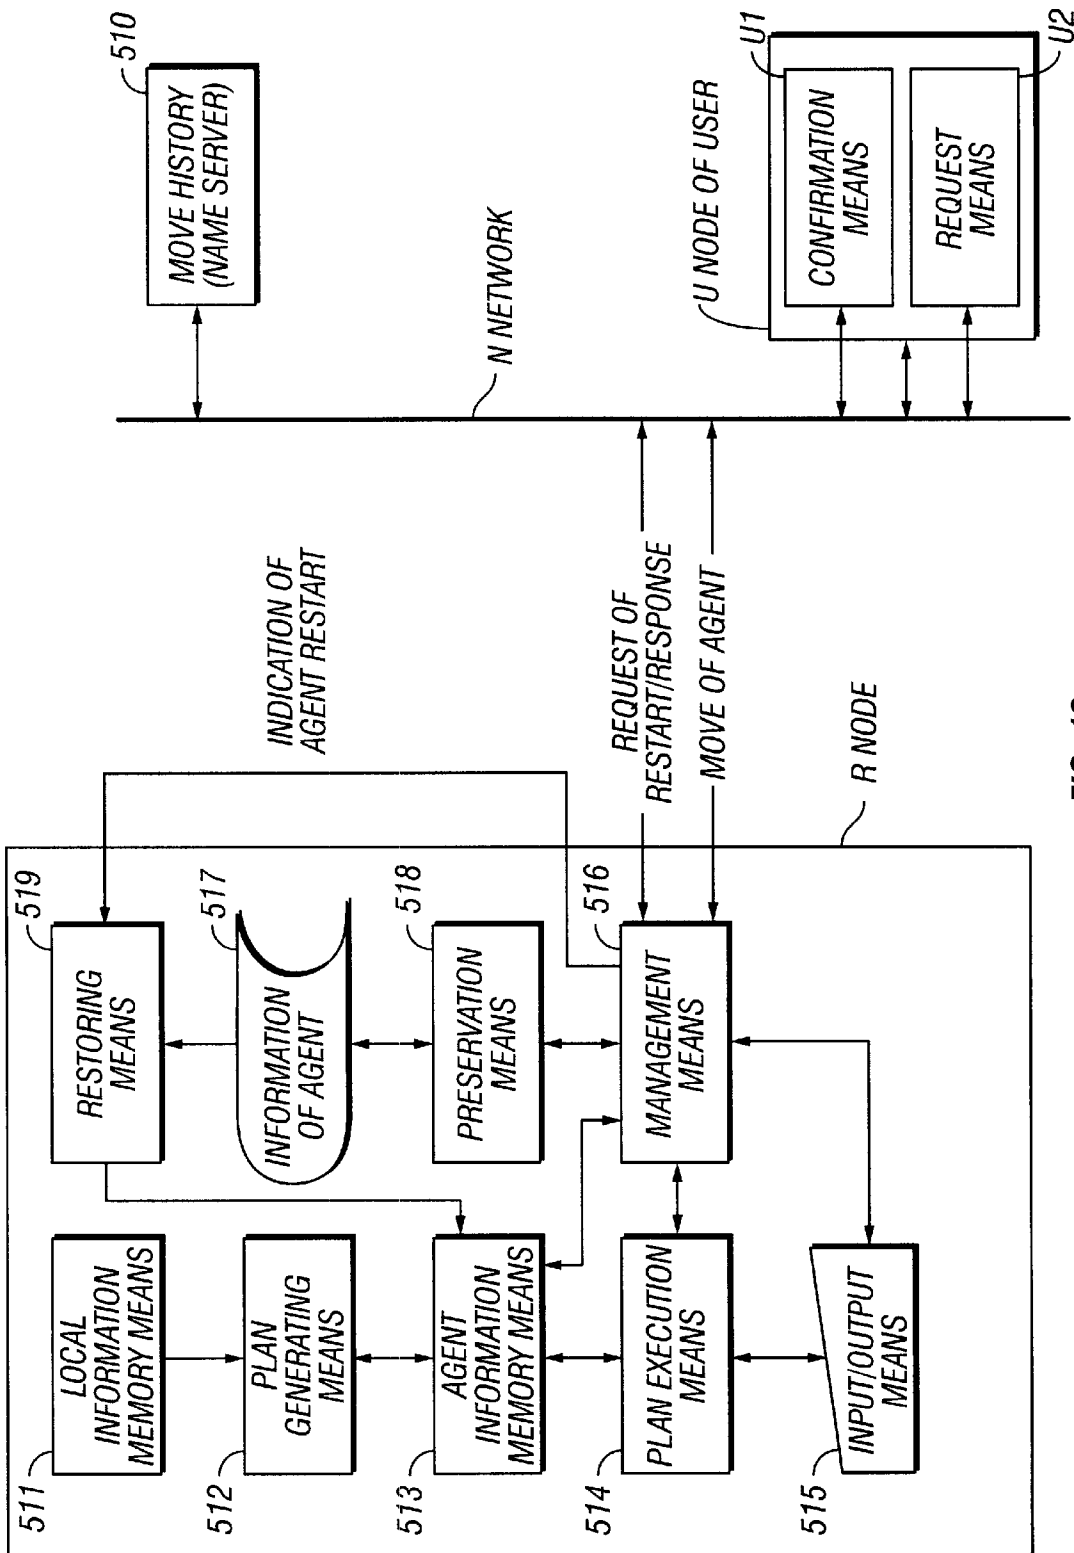 510
MOVE HISTORY
(NAME SERVER)
N NETWORK
U NODE OF USER
U1
CONFIRMATION
MEANS
U2
REQUEST
MEANS
INDICATION OF
AGENT RESTART
REQUEST OF
RESTART/RESPONSE
MOVE OF AGENT
R NODE
519
RESTORING
MEANS
517
INFORMATION
OF AGENT
518
PRESERVATION
MEANS
516
MANAGEMENT
MEANS
511
LOCAL
INFORMATION
MEMORY MEANS
512
PLAN
GENERATING
MEANS
513
AGENT
INFORMATION
MEMORY MEANS
514
PLAN EXECUTION
MEANS
515
INPUT/OUTPUT
MEANS